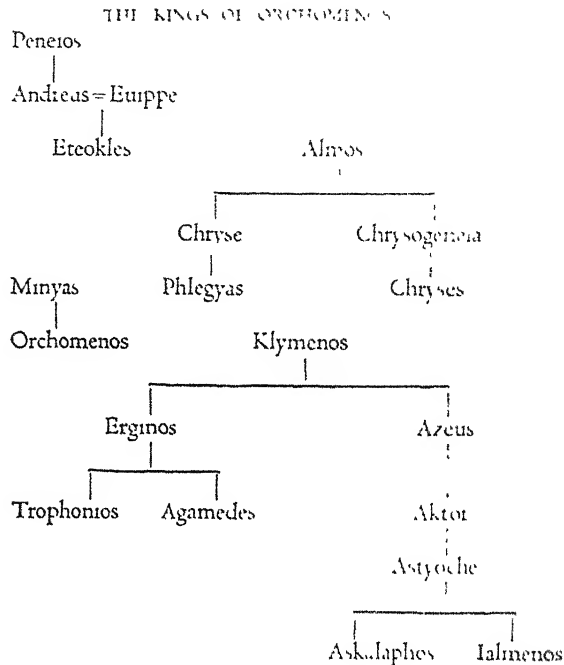 THE KINGS OF ORCHOMENOS
Peneios
Andreas = Euippe
Eteokles Almos
Chryse Chrysogeneia
Minyas Phlegyas Chryses
Orchomenos Klymenos
Erginos Azeus
Trophonios Agamedes Aktor
Astyoche
Askalaphos Ialmenos